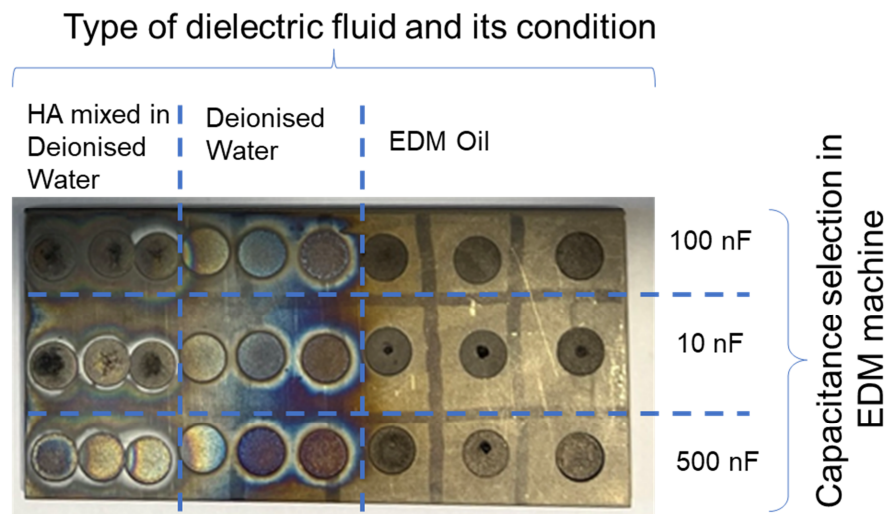 Type of dielectric fluid and its condition
HA mixed in
Deionised
Water
Deionised
Water
EDM Oil
100 nF
10 nF
500 nF
Capacitance selection in
EDM machine